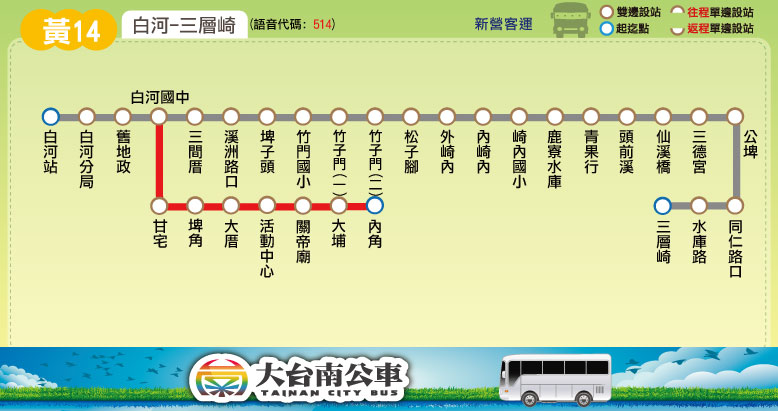 黃14
白河-三層崎
(語音代碼: 514)
新營客運
雙邊設站
往程單邊設站
起迄點
返程單邊設站
白河國中
白河站
白河分局
舊地政
三間厝
溪洲路口
埤子頭
竹門國小
竹子門(一)
竹子門(二)
松子腳
外崎內
內崎內
崎內國小
鹿寮水庫
青果行
頭前溪
仙溪橋
三德宮
公埤
甘宅
埤角
大厝
活動中心
關帝廟
大埔
內角
三層崎
水庫路
同仁路口
大台南公車
TAINAN CITY BUS